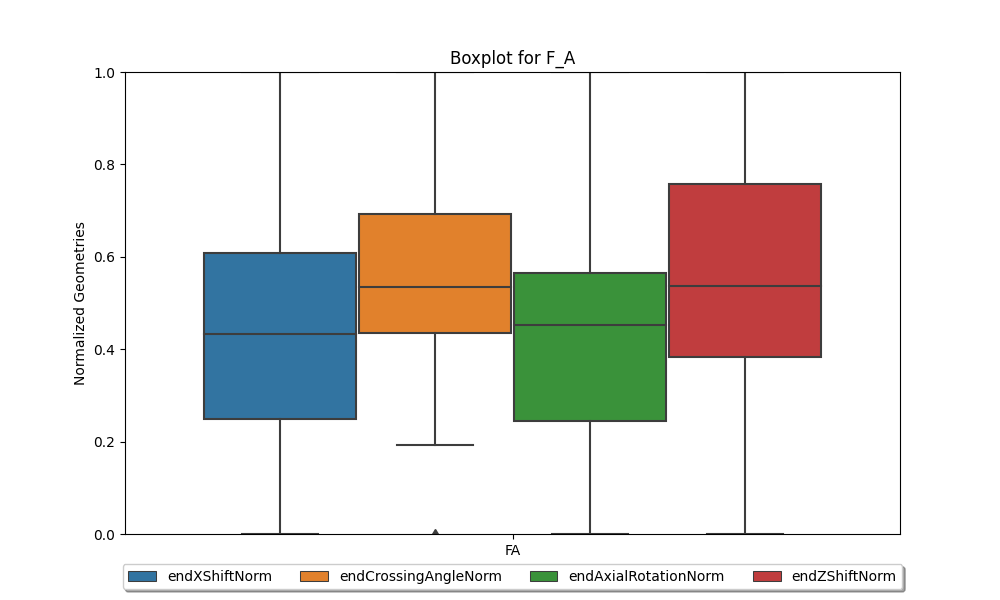 Boxplot for F_A
Normalized Geometries
1.0
0.8
0.6
0.4
0.2
0.0
FA
endXShiftNorm endCrossingAngleNorm endAxialRotationNorm endZShiftNorm